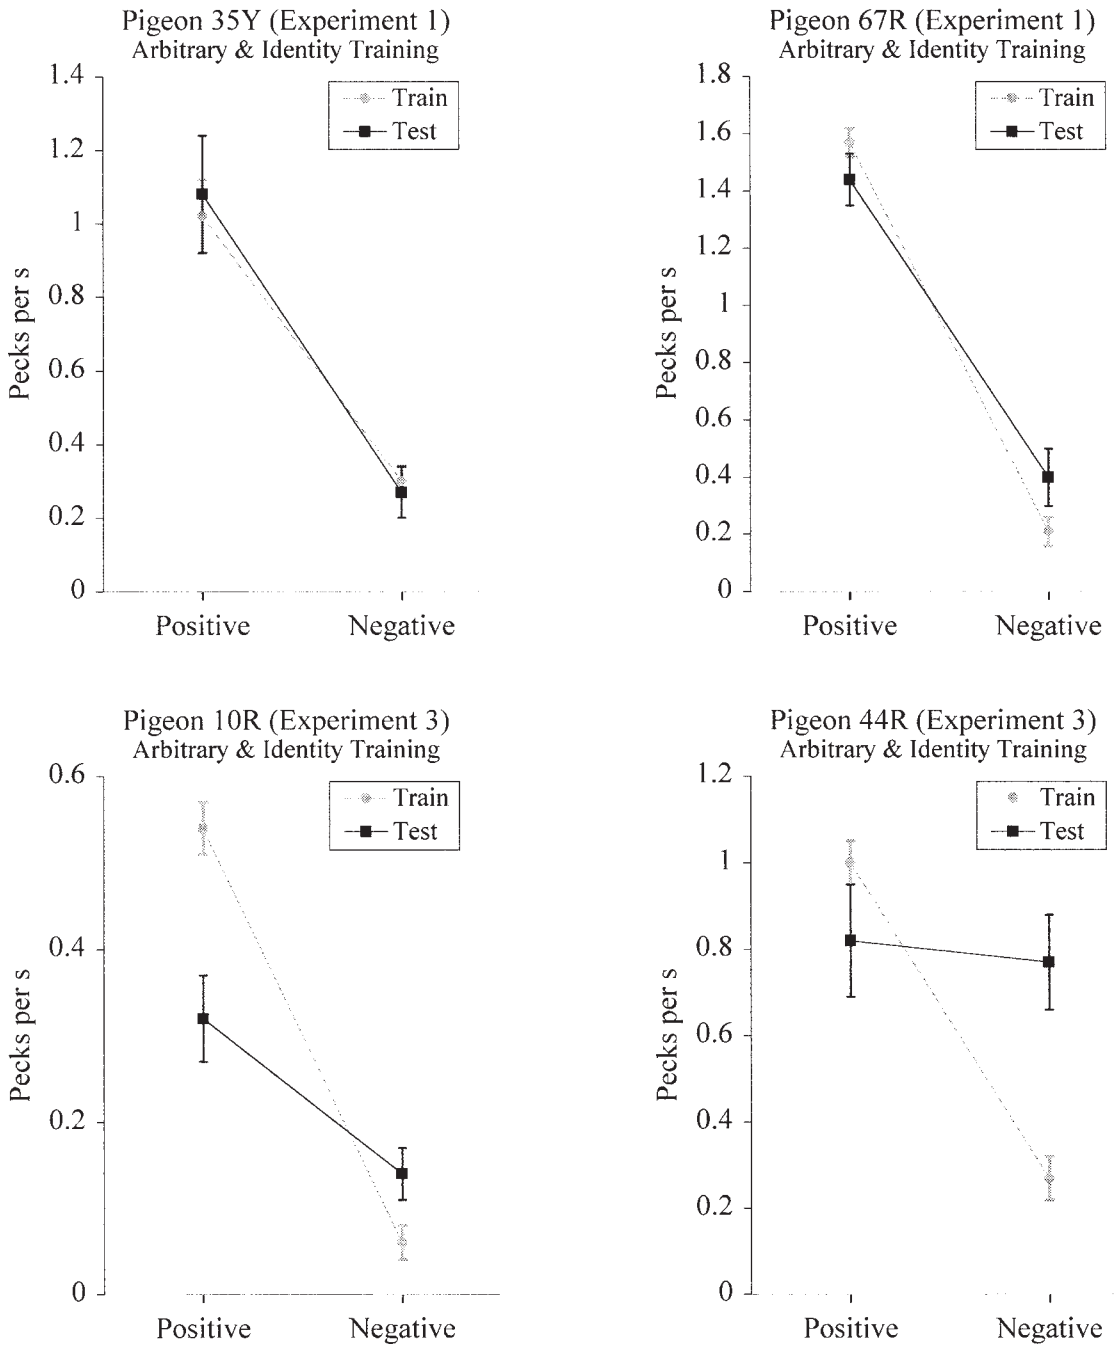 Pigeon 35Y (Experiment 1)
Arbitrary & Identity Training
1.4
1.2
1
0.8
0.6
0.4
0.2
0
Pecks per s
Train
Test
Positive
Negative
Pigeon 67R (Experiment 1)
Arbitrary & Identity Training
1.8
1.6
1.4
1.2
1
0.8
0.6
0.4
0.2
0
Pecks per s
Train
Test
Positive
Negative
Pigeon 10R (Experiment 3)
Arbitrary & Identity Training
0.6
0.4
0.2
0
Pecks per s
Train
Test
Positive
Negative
Pigeon 44R (Experiment 3)
Arbitrary & Identity Training
1.2
1
0.8
0.6
0.4
0.2
0
Pecks per s
Train
Test
Positive
Negative